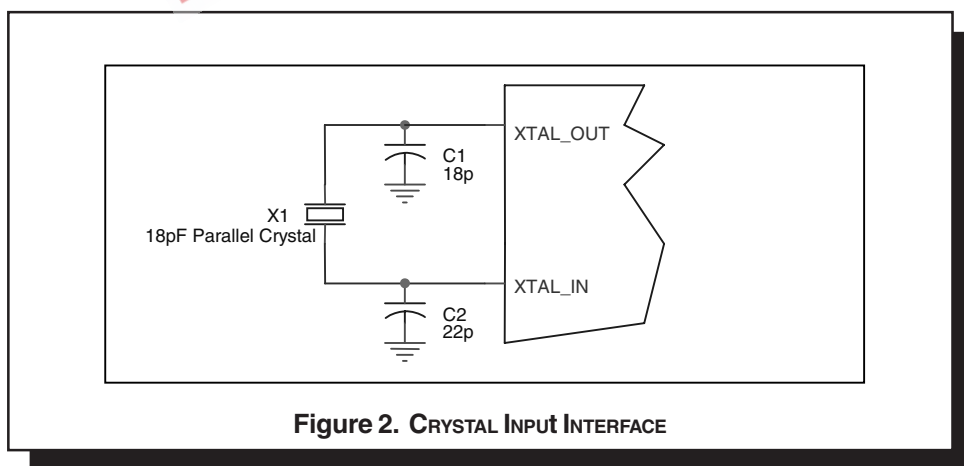 XTAL_OUT
C1
18p
X1
18pF Parallel Crystal
XTAL_IN
C2
22p
Figure 2. CRYSTAL INPUt INTERFACE